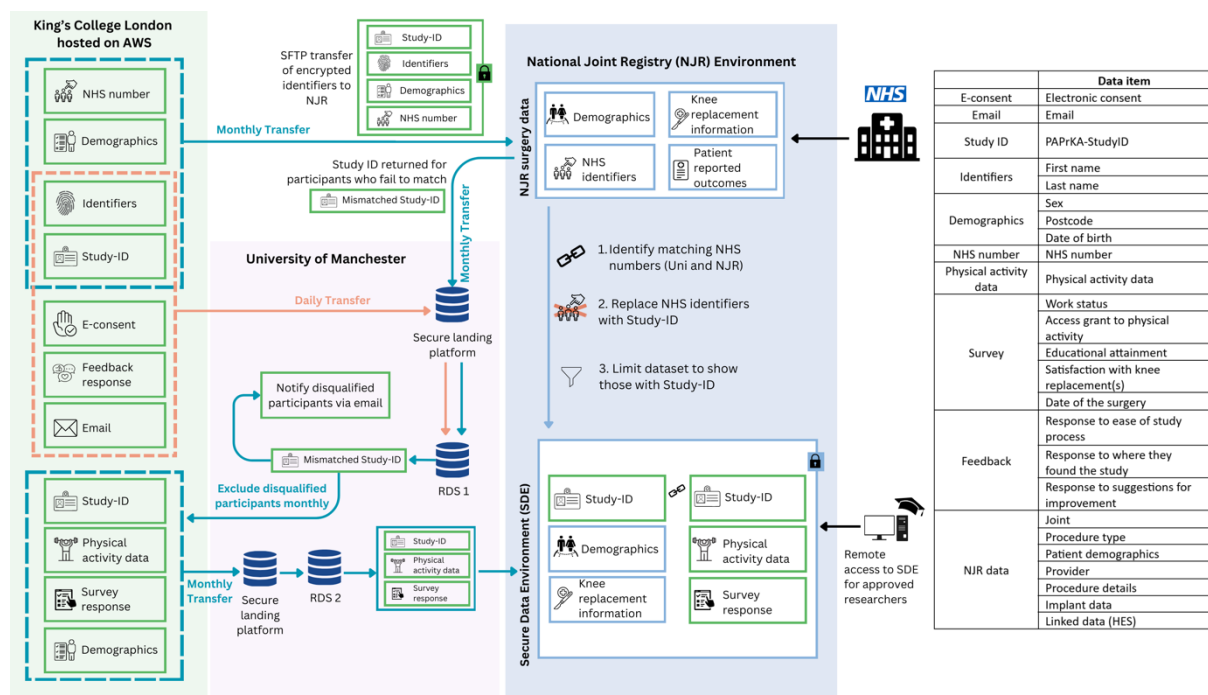 King's College London
hosted on AWS
NHS number
Demographics
Identifiers
Study-ID
E-consent
Feedback
response
Email
Study-ID
Physical
activity data
Survey
response
Demographics
SFTP transfer
of encrypted
identifiers to
NJR
Study-ID
Identifiers
Demographics
NHS number
Monthly Transfer
Study ID returned for
participants who fail to match
Mismatched Study-ID
Monthly Transfer
University of Manchester
Daily Transfer
Secure landing
platform
Notify disqualified
participants via email
Mismatched Study-ID
RDS 1
Exclude disqualified
participants monthly
Monthly
Transfer
Secure
landing
platform
RDS 2
Study-ID
Physical
activity data
Survey
response
National Joint Registry (NJR) Environment
NJR surgery data
Demographics
Knee
replacement
information
NHS
identifiers
Patient
reported
outcomes
1. Identify matching NHS
numbers (Uni and NJR)
2. Replace NHS identifiers
with Study-ID
3. Limit dataset to show
those with Study-ID
Secure Data Environment (SDE)
Study-ID
Study-ID
Demographics
Physical
activity data
Knee
replacement
information
Survey
response
NHS
Remote
access to SDE
for approved
researchers
Data item
E-consent Electronic consent
Email Email
Study ID PAPrKA-StudyID
Identifiers First name
Last name
Demographics Sex
Postcode
Date of birth
NHS number NHS number
Physical activity
data Physical activity data
Survey Work status
Access grant to physical
activity
Educational attainment
Satisfaction with knee
replacement(s)
Date of the surgery
Feedback Response to ease of study
process
Response to where they
found the study
Response to suggestions for
improvement
NJR data Joint
Procedure type
Patient demographics
Provider
Procedure details
Implant data
Linked data (HES)